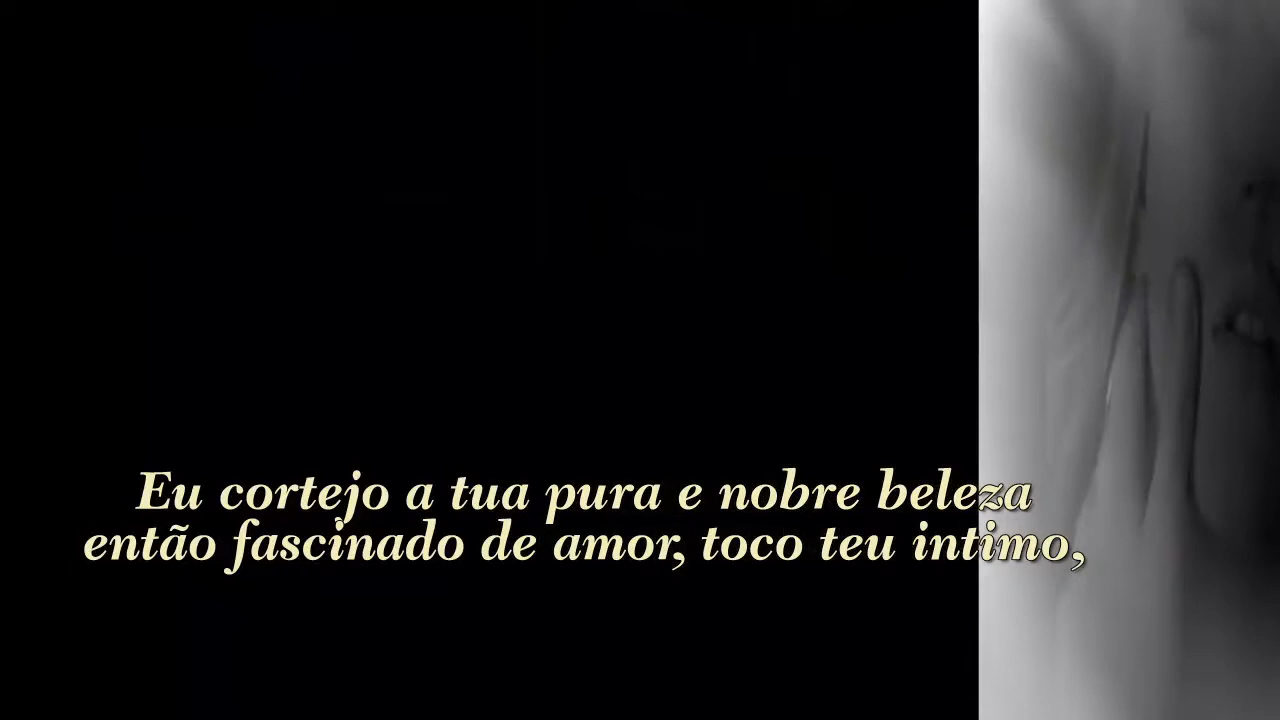 Eu cortejo a tua pura e nobre beleza
então fascinado de amor, toco teu intimo,